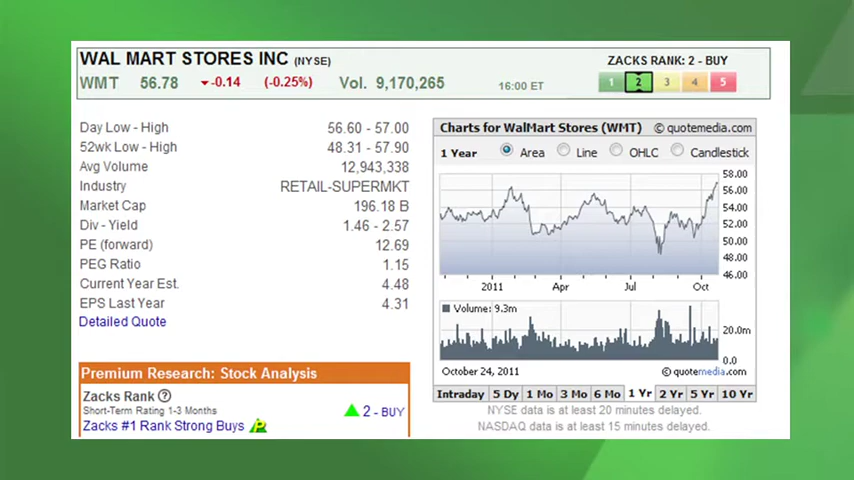 WAL MART STORES INC (NYSE)
WMT 56.78 -0.14 (-0.25%) Vol. 9,170,265 16:00 ET
ZACKS RANK: 2 - BUY
1 2 3 4 5
Day Low - High 56.60 - 57.00
52wk Low - High 48.31 - 57.90
Avg Volume 12,943,338
Industry RETAIL-SUPERMKT
Market Cap 196.18 B
Div - Yield 1.46 - 2.57
PE (forward) 12.69
PEG Ratio 1.15
Current Year Est. 4.48
EPS Last Year 4.31
Detailed Quote
Premium Research: Stock Analysis
Zacks Rank ?
Short-Term Rating 1-3 Months
2 - BUY
Zacks #1 Rank Strong Buys P
Charts for WalMart Stores (WMT) © quotemedia.com
1 Year Area Line OHLC Candlestick
58.00
56.00
54.00
52.00
50.00
48.00
46.00
2011 Apr Jul Oct
Volume: 9.3m
20.0m
0.0
October 24, 2011 © quotemedia.com
Intraday 5 Dy 1 Mo 3 Mo 6 Mo 1 Yr 2 Yr 5 Yr 10 Yr
NYSE data is at least 20 minutes delayed.
NASDAQ data is at least 15 minutes delayed.